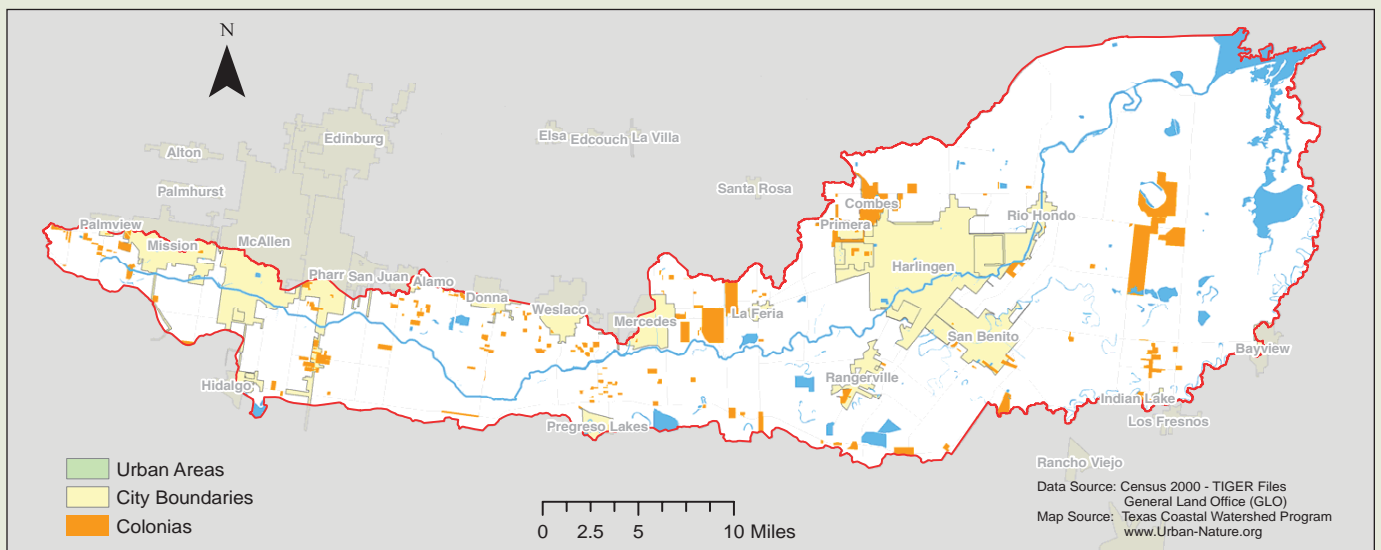 N
Edinburg
Elsa
Edcouch
La Villa
Alton
Palmhurst
Santa Rosa
Combes
Palmview
Primera
Rio Hondo
Mission
McAllen
Harlingen
Pharr
San Juan
Alamo
Donna
Weslaco
Mercedes
La Feria
San Benito
Bayview
Hidalgo
Rangerville
Indian Lake
Pregreso Lakes
Los Fresnos
Rancho Viejo
Urban Areas
City Boundaries
Colonias
0 2.5 5 10 Miles
Data Source: Census 2000 - TIGER Files
General Land Office (GLO)
Map Source: Texas Coastal Watershed Program
www.Urban-Nature.org